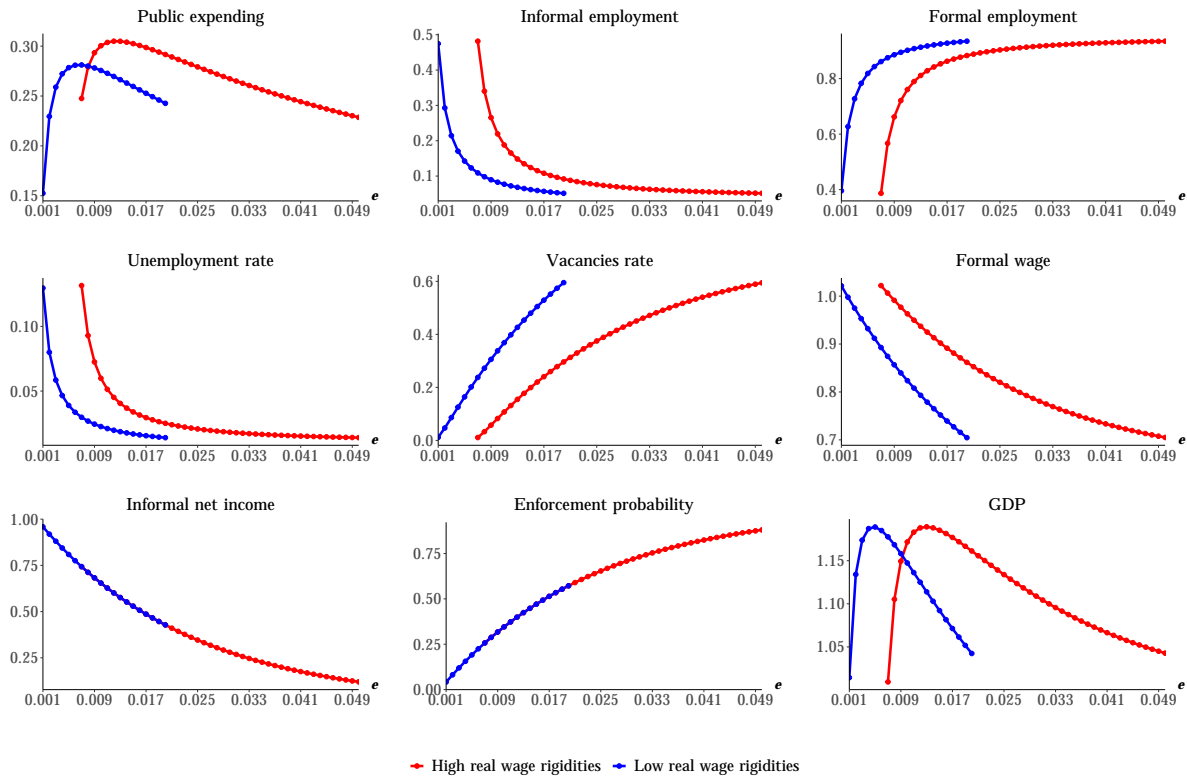 Public expending
0.30
0.25
0.20
0.15
0.001 0.009 0.017 0.025 0.033 0.041 0.049
e
Informal employment
0.5
0.4
0.3
0.2
0.1
0.001 0.009 0.017 0.025 0.033 0.041 0.049
e
Formal employment
0.8
0.6
0.4
0.001 0.009 0.017 0.025 0.033 0.041 0.049
e
Unemployment rate
0.10
0.05
0.001 0.009 0.017 0.025 0.033 0.041 0.049
e
Vacancies rate
0.6
0.4
0.2
0.0
0.001 0.009 0.017 0.025 0.033 0.041 0.049
e
Formal wage
1.0
0.9
0.8
0.7
0.001 0.009 0.017 0.025 0.033 0.041 0.049
e
Informal net income
1.00
0.75
0.50
0.25
0.001 0.009 0.017 0.025 0.033 0.041 0.049
e
Enforcement probability
0.75
0.50
0.25
0.00
0.001 0.009 0.017 0.025 0.033 0.041 0.049
e
GDP
1.15
1.10
1.05
0.001 0.009 0.017 0.025 0.033 0.041 0.049
e
High real wage rigidities Low real wage rigidities